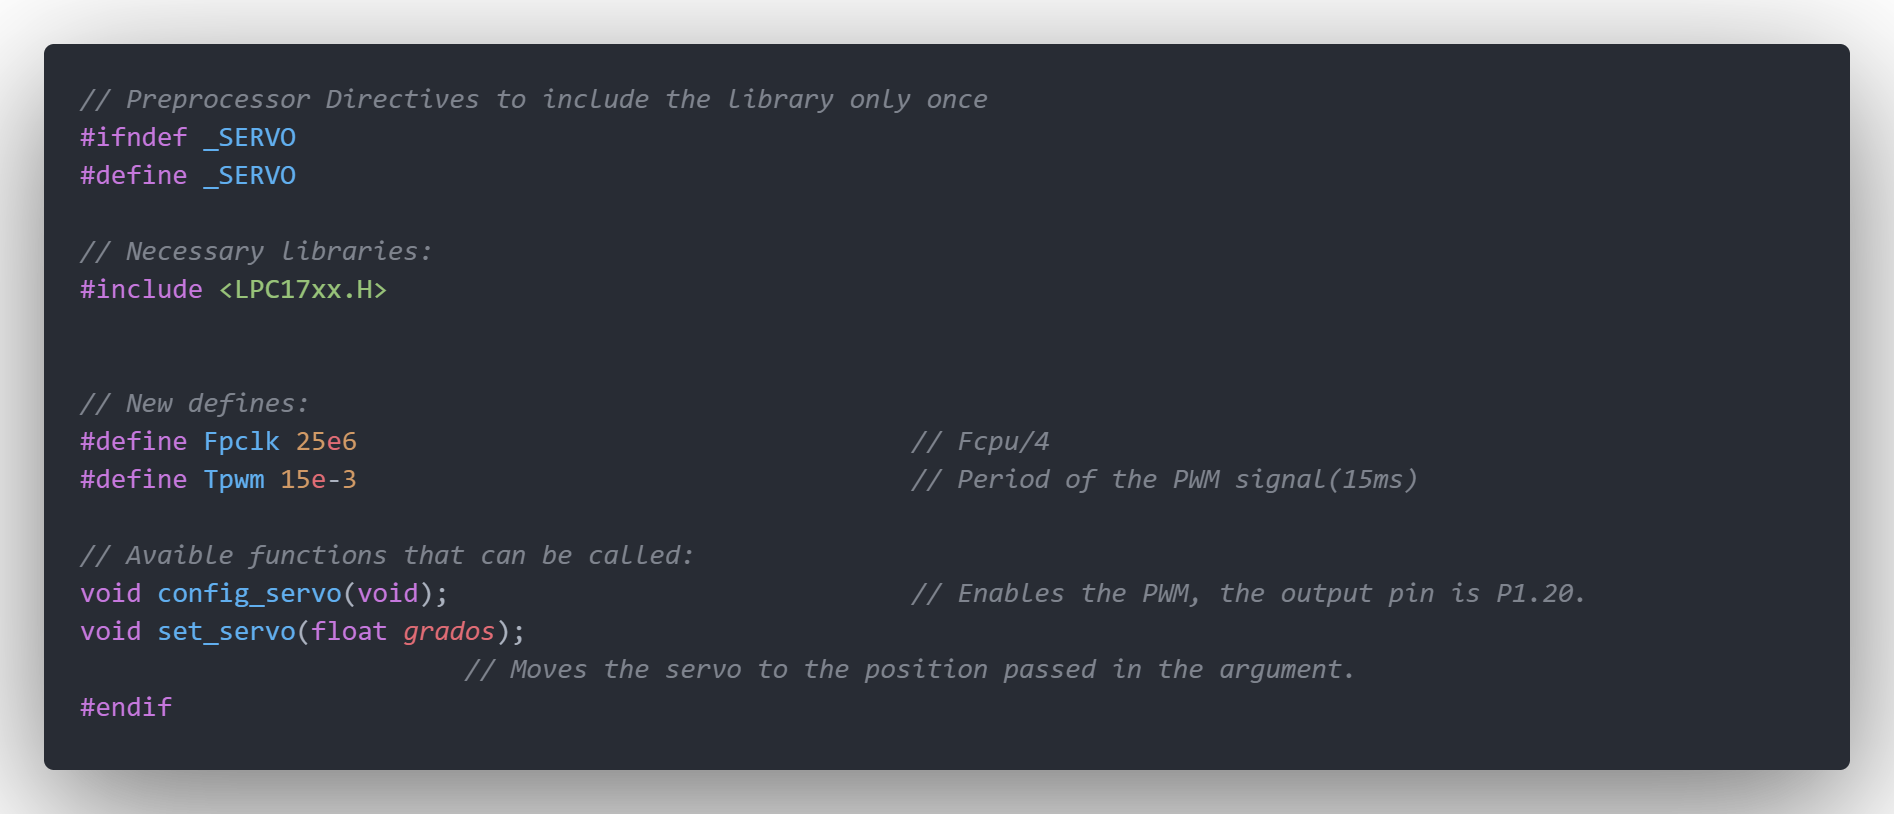 // Preprocessor Directives to include the library only once
#ifndef _SERVO
#define _SERVO
// Necessary libraries:
#include <LPC17xx.H>
// New defines:
#define Fpclk 25e6 // Fcpu/4
#define Tpwm 15e-3 // Period of the PWM signal(15ms)
// Avaible functions that can be called:
void config_servo(void); // Enables the PWM, the output pin is P1.20.
void set_servo(float grados);
// Moves the servo to the position passed in the argument.
#endif